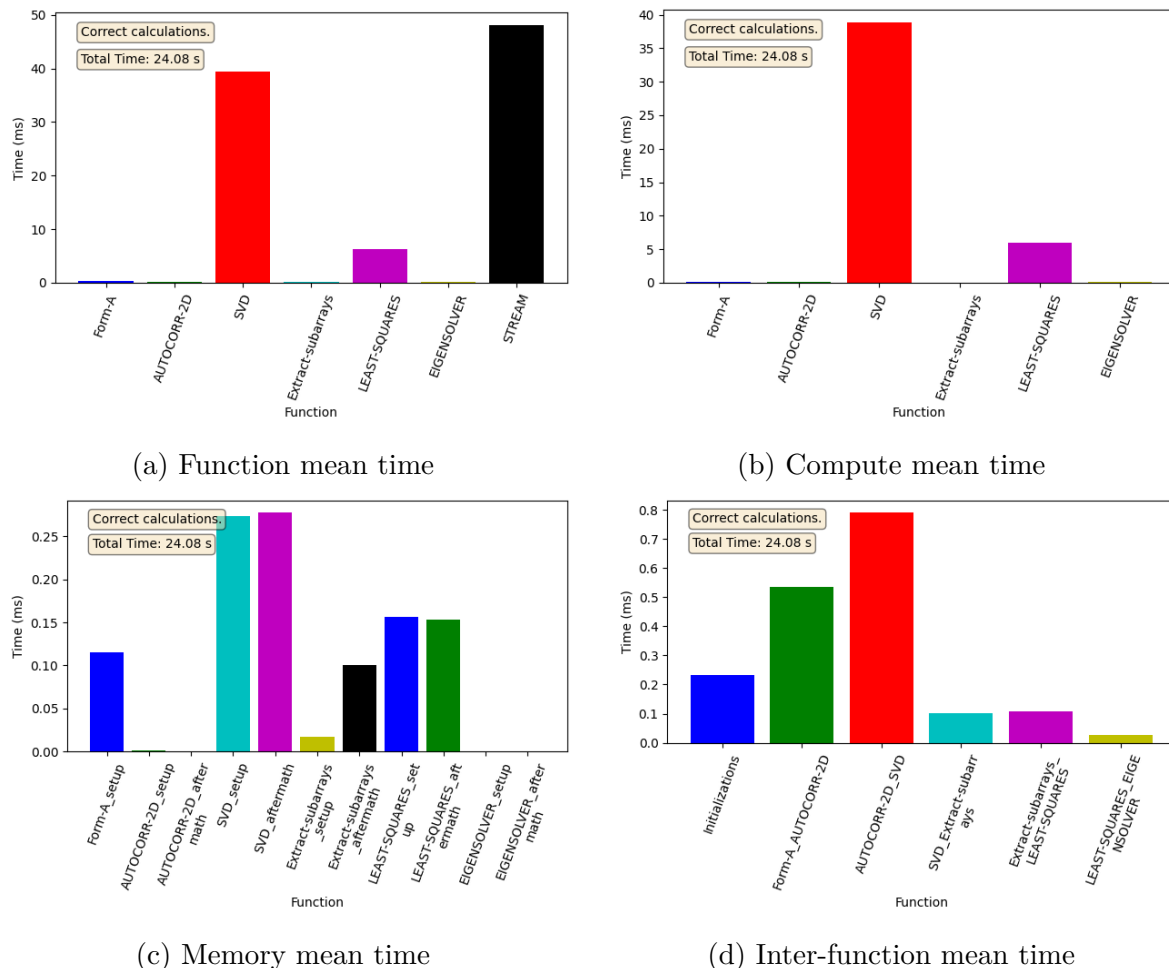 50
40
30
20
10
0
Time (ms)
Correct calculations.
Total Time: 24.08 s
Form-A
AUTOCORR-2D
SVD
Extract-subarrays
LEAST-SQUARES
EIGENSOLVER
STREAM
Function
(a) Function mean time
40
35
30
25
20
15
10
5
0
Time (ms)
Correct calculations.
Total Time: 24.08 s
Form-A
AUTOCORR-2D
SVD
Extract-subarrays
LEAST-SQUARES
EIGENSOLVER
Function
(b) Compute mean time
0.25
0.20
0.15
0.10
0.05
0.00
Time (ms)
Correct calculations.
Total Time: 24.08 s
Form-A_setup
AUTOCORR-2D_setup
AUTOCORR-2D_after
math
SVD_setup
SVD_aftermath
Extract-subarrays
_setup
Extract-subarrays
_aftermath
LEAST-SQUARES_set
up
LEAST-SQUARES_aft
ermath
EIGENSOLVER_setup
EIGENSOLVER_after
math
Function
(c) Memory mean time
0.8
0.7
0.6
0.5
0.4
0.3
0.2
0.1
0.0
Time (ms)
Correct calculations.
Total Time: 24.08 s
Initializations
Form-A_AUTOCORR-2D
AUTOCORR-2D_SVD
SVD_Extract-subarr
ays
Extract-subarrays_
LEAST-SQUARES
LEAST-SQUARES_EIGE
NSOLVER
Function
(d) Inter-function mean time